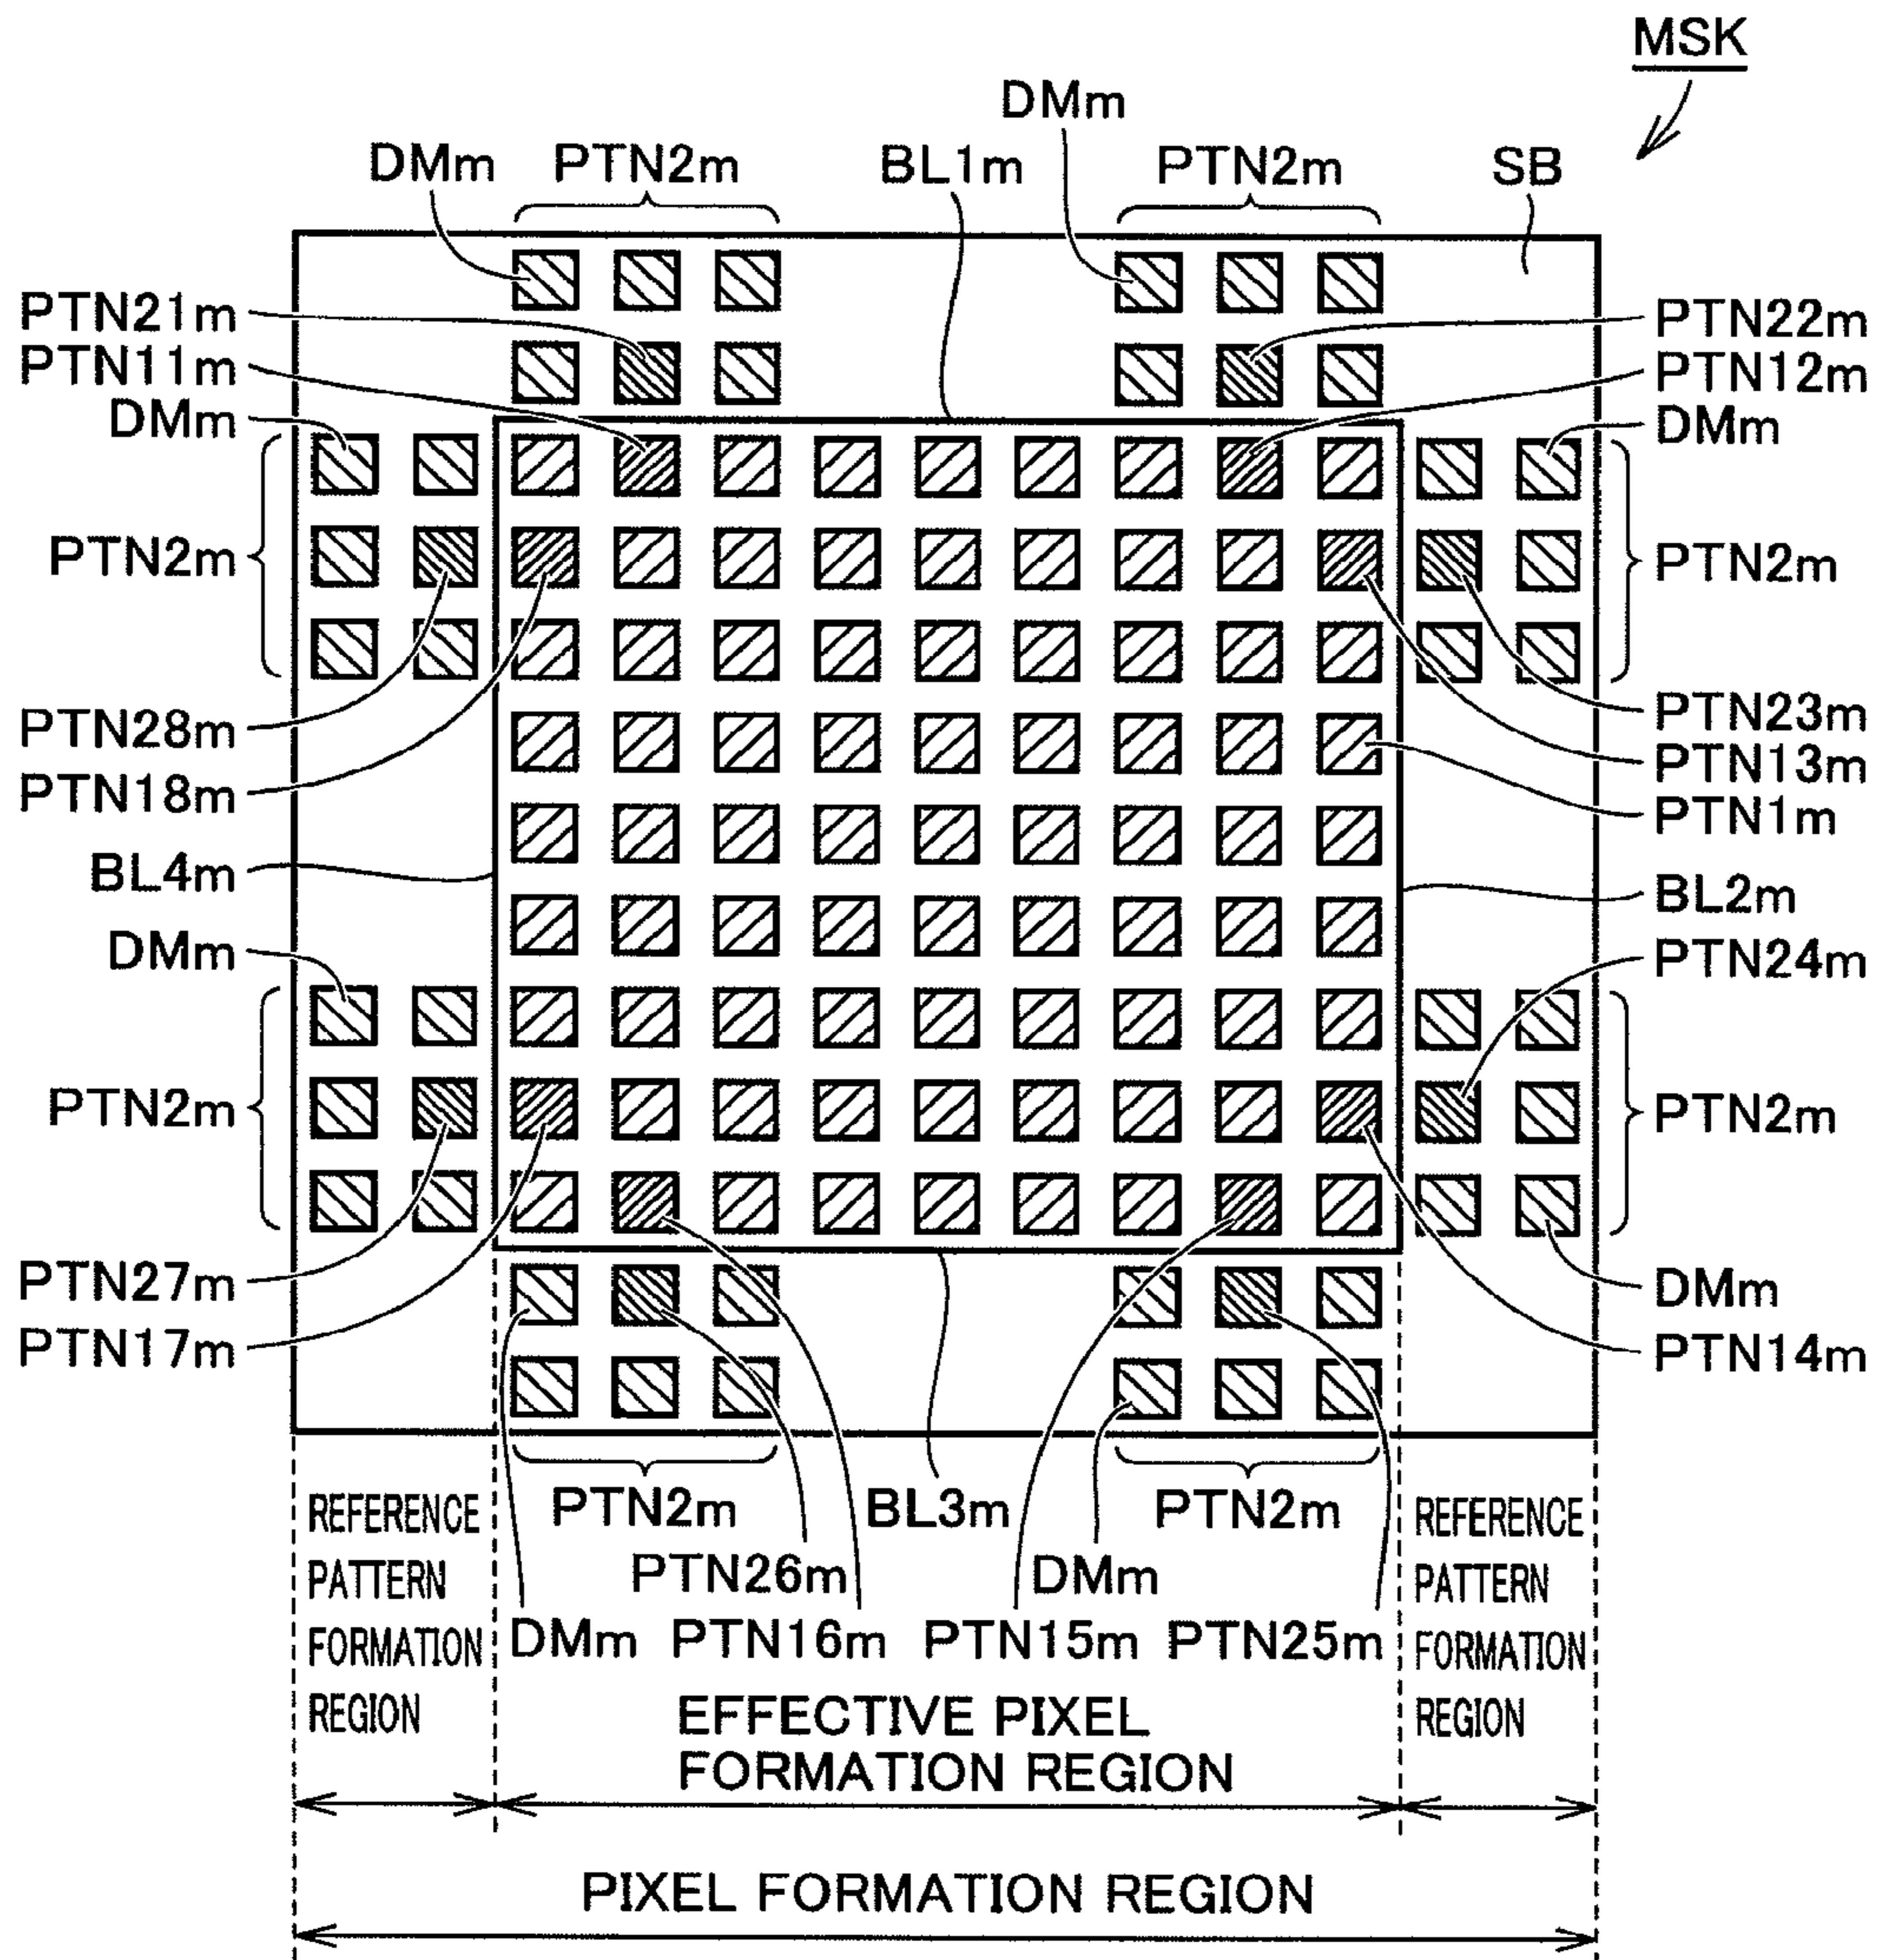 MSK
DMm
DMm PTN2m BL1m PTN2m SB
PTN21m PTN22m
PTN11m PTN12m
DMm DMm
PTN2m PTN2m
PTN28m PTN23m
PTN18m PTN13m
PTN1m
BL4m BL2m
DMm PTN24m
PTN2m PTN2m
PTN27m DMm
PTN17m PTN14m
PTN2m BL3m PTN2m
PTN26m DMm
DMm PTN16m PTN15m PTN25m
REFERENCE
PATTERN
FORMATION
REGION
EFFECTIVE PIXEL
FORMATION REGION
REFERENCE
PATTERN
FORMATION
REGION
PIXEL FORMATION REGION